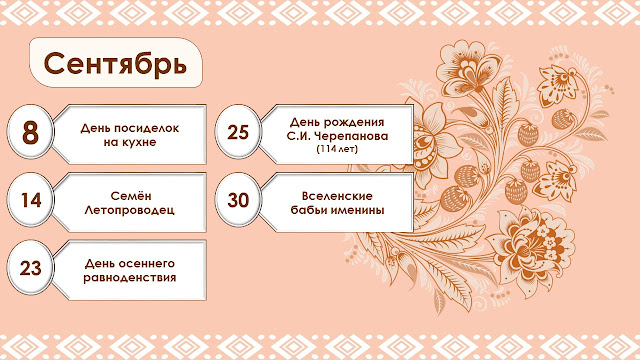 Сентябрь
8
День посиделок
на кухне
14
Семён
Летопроводец
23
День осеннего
равноденствия
25
День рождения
С.И. Черепанова
(114 лет)
30
Вселенские
бабьи именины